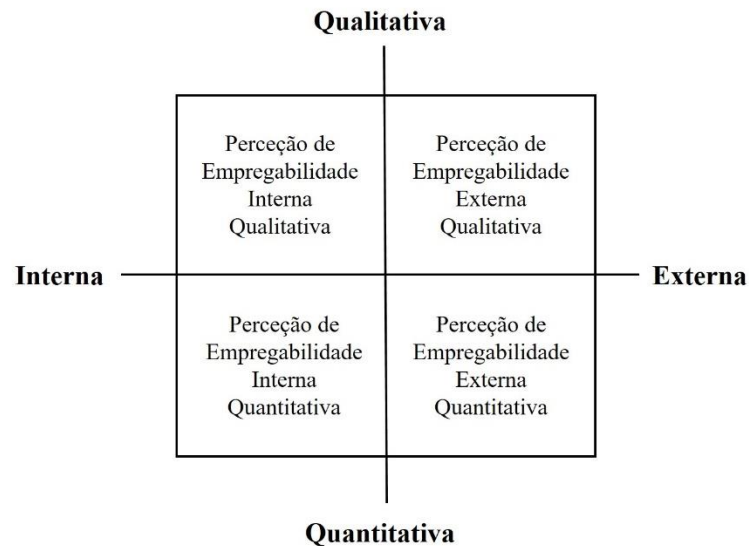 Qualitativa
Perceção de
Empregabilidade
Interna
Qualitativa
Perceção de
Empregabilidade
Externa
Qualitativa
Interna
Externa
Perceção de
Empregabilidade
Interna
Quantitativa
Perceção de
Empregabilidade
Externa
Quantitativa
Quantitativa